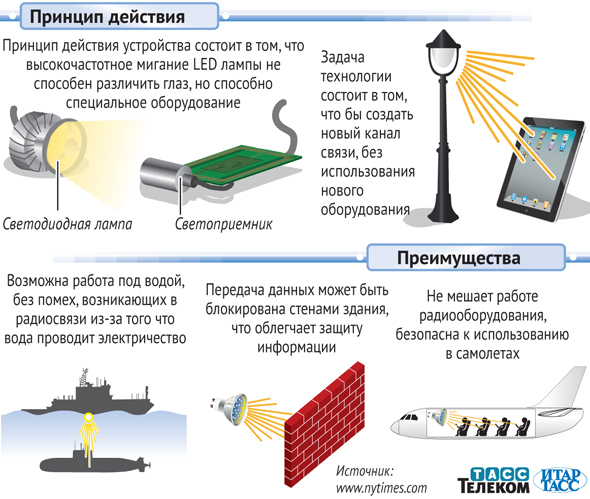 Принцип действия
Принцип действия устройства состоит в том, что
высокочастотное мигание LED лампы не
способен различить глаз, но способно
специальное оборудование
Светодиодная лампа
Светоприемник
Задача
технологии
состоит в том,
что бы создать
новый канал
связи, без
использования
нового
оборудования
Преимущества
Возможна работа под водой,
без помех, возникающих в
радиосвязи из-за того что
вода проводит электричество
Передача данных может быть
блокирована стенами здания,
что облегчает защиту
информации
Не мешает работе
радиооборудования,
безопасна к использованию
в самолетах
Источник:
www.nytimes.com
ТАСС
Телеком
ИТАР
ТАСС